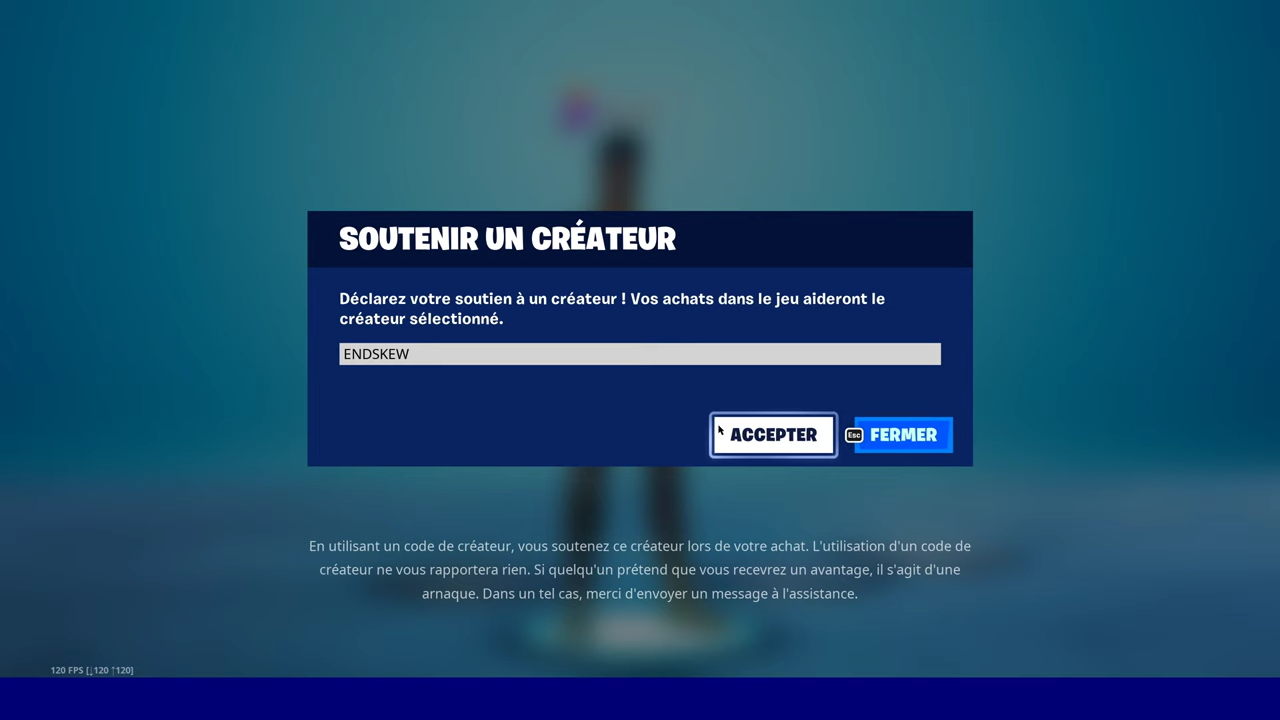 SOUTENIR UN CRÉATEUR
Déclarez votre soutien à un créateur ! Vos achats dans le jeu aideront le
créateur sélectionné.
ENDSKEW
ACCEPTER
Esc FERMER
En utilisant un code de créateur, vous soutenez ce créateur lors de votre achat. L'utilisation d'un code de
créateur ne vous rapportera rien. Si quelqu'un prétend que vous recevrez un avantage, il s'agit d'une
arnaque. Dans un tel cas, merci d'envoyer un message à l'assistance.
120 FPS [↓120 ↑120]